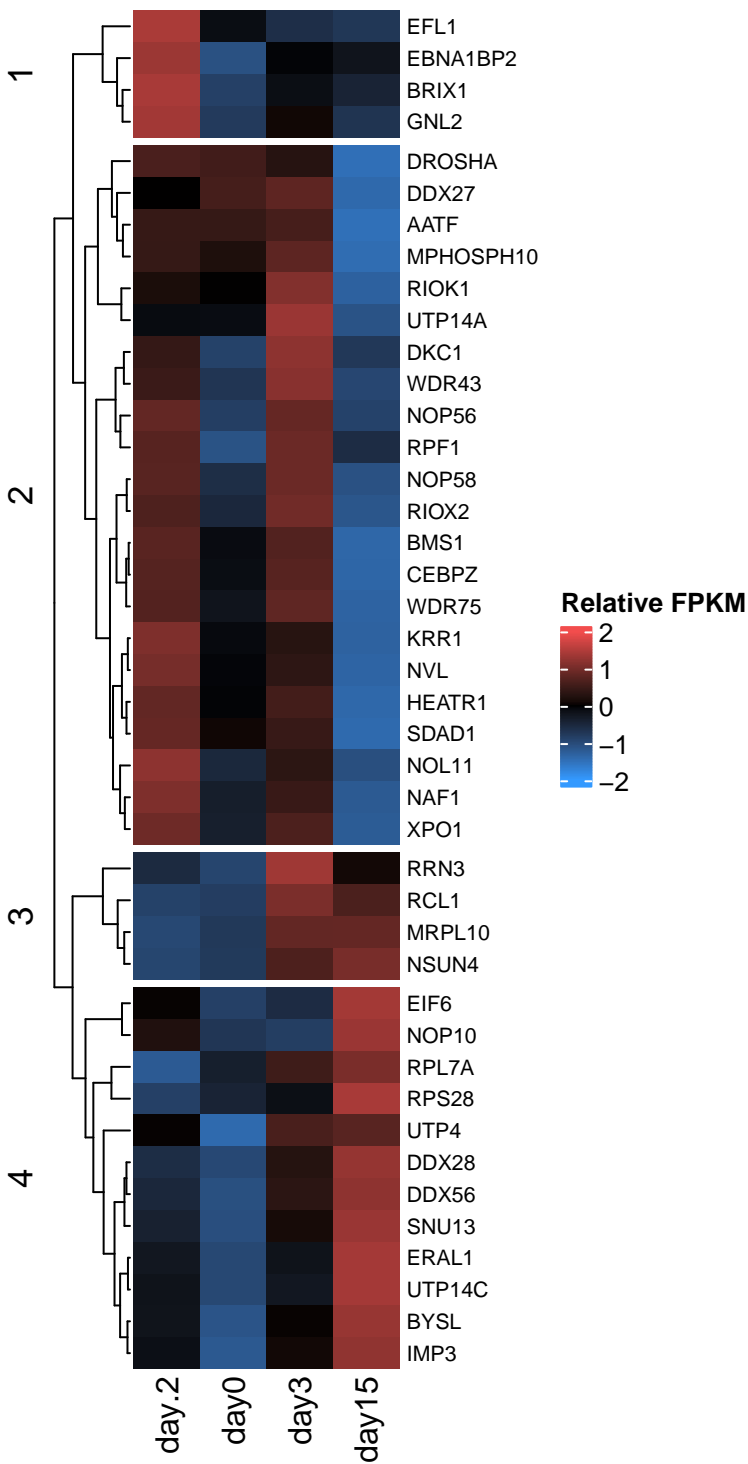 1
EFL1
EBNA1BP2
BRIX1
GNL2
2
DROSHA
DDX27
AATF
MPHOSPH10
RIOK1
UTP14A
DKC1
WDR43
NOP56
RPF1
NOP58
RIOX2
BMS1
CEBPZ
WDR75
KRR1
NVL
HEATR1
SDAD1
NOL11
NAF1
XPO1
3
RRN3
RCL1
MRPL10
NSUN4
4
EIF6
NOP10
RPL7A
RPS28
UTP4
DDX28
DDX56
SNU13
ERAL1
UTP14C
BYSL
IMP3
day.2 day0 day3 day15
Relative FPKM
2
1
0
−1
−2